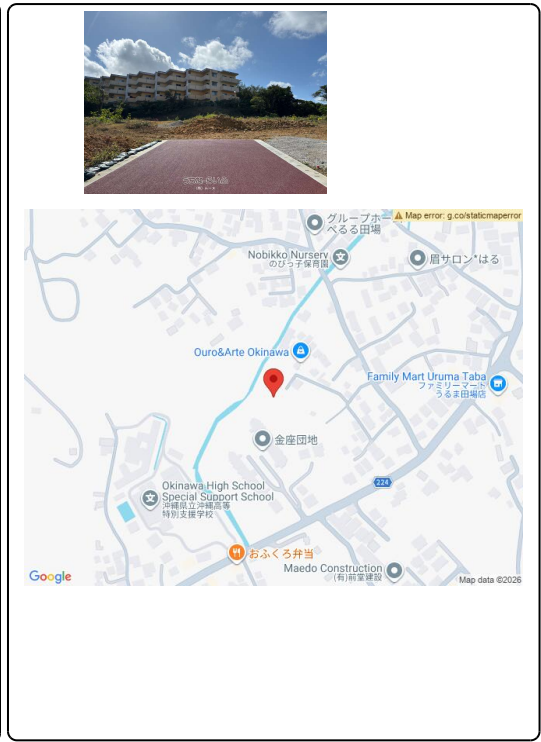 ⚠ Map error: g.co/staticmaperror
グループホー
ぺるる田場
Nobikko Nursery
のびっ子保育園
眉サロン*はる
Ouro&Arte Okinawa
Family Mart Uruma Taba
ファミリーマート
うるま田場店
金座団地
224
Okinawa High School
Special Support School
沖縄県立沖縄高等
特別支援学校
おふくろ弁当
Maedo Construction
(有)前堂建設
Google
Map data ©2026